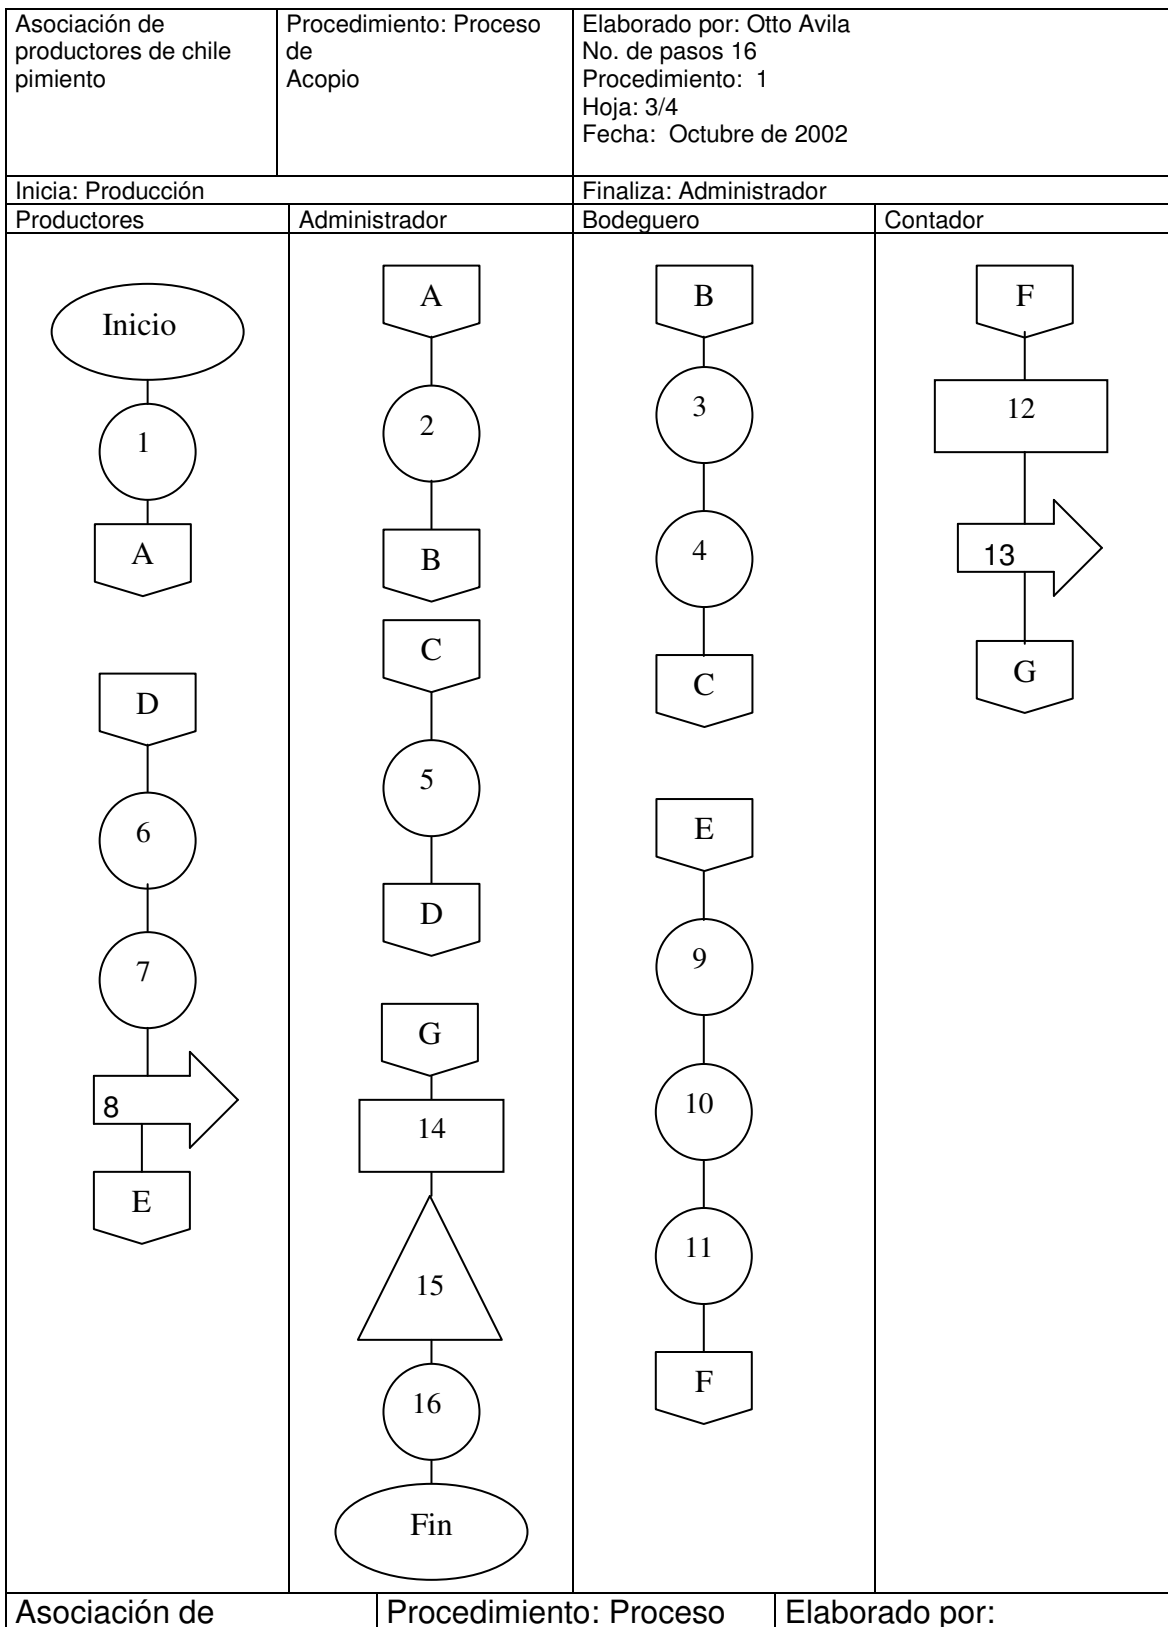 Asociación de
productores de chile
pimiento
Procedimiento: Proceso
de
Acopio
Elaborado por: Otto Avila
No. de pasos 16
Procedimiento: 1
Hoja: 3/4
Fecha: Octubre de 2002
Inicia: Producción
Finaliza: Administrador
Productores
Administrador
Bodeguero
Contador
Inicio
1
A
D
6
7
8
E
A
2
B
C
5
D
G
14
15
16
Fin
B
3
4
C
E
9
10
11
F
F
12
13
G
Asociación de
Procedimiento: Proceso
Elaborado por: